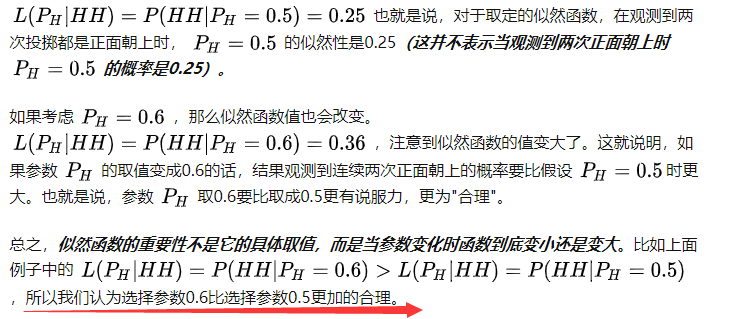 L(P_H|HH) = P(HH|P_H = 0.5) = 0.25 也就是说，对于取定的似然函数，在观测到两
次投掷都是正面朝上时， P_H = 0.5 的似然性是0.25（这并不表示当观测到两次正面朝上时
P_H = 0.5 的概率是0.25）。
如果考虑 P_H = 0.6 ，那么似然函数值也会改变。
L(P_H|HH) = P(HH|P_H = 0.6) = 0.36 ，注意到似然函数的值变大了。这就说明，如
果参数 P_H 的取值变成0.6的话，结果观测到连续两次正面朝上的概率要比假设 P_H = 0.5 时更
大。也就是说，参数 P_H 取0.6要比取成0.5更有说服力，更为"合理"。
总之，似然函数的重要性不是它的具体取值，而是当参数变化时函数到底变小还是变大。比如上面
例子中的 L(P_H|HH) = P(HH|P_H = 0.6) > L(P_H|HH) = P(HH|P_H = 0.5)
，所以我们认为选择参数0.6比选择参数0.5更加的合理。